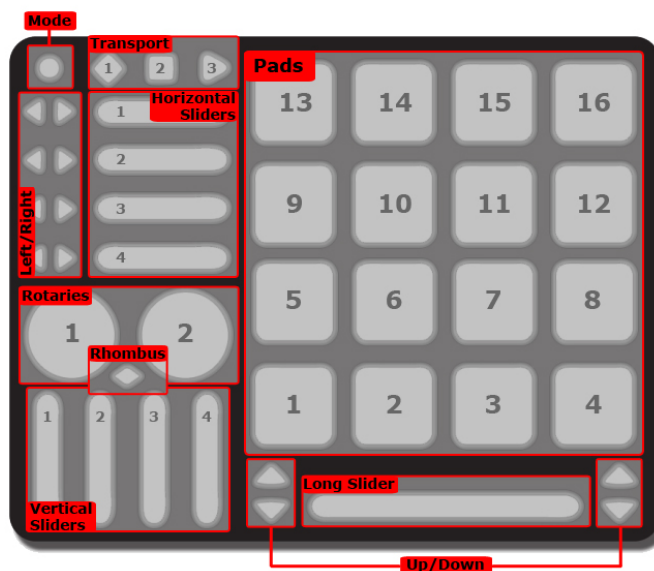 Mode
Transport
1 2 3
Pads
13 14 15 16
Horizontal
Sliders
1
2
3
4
Left/Right
9 10 11 12
5 6 7 8
1 2 3 4
Rotaries
1 2
Rhombus
1 2 3 4
Vertical
Sliders
Long Slider
Up/Down